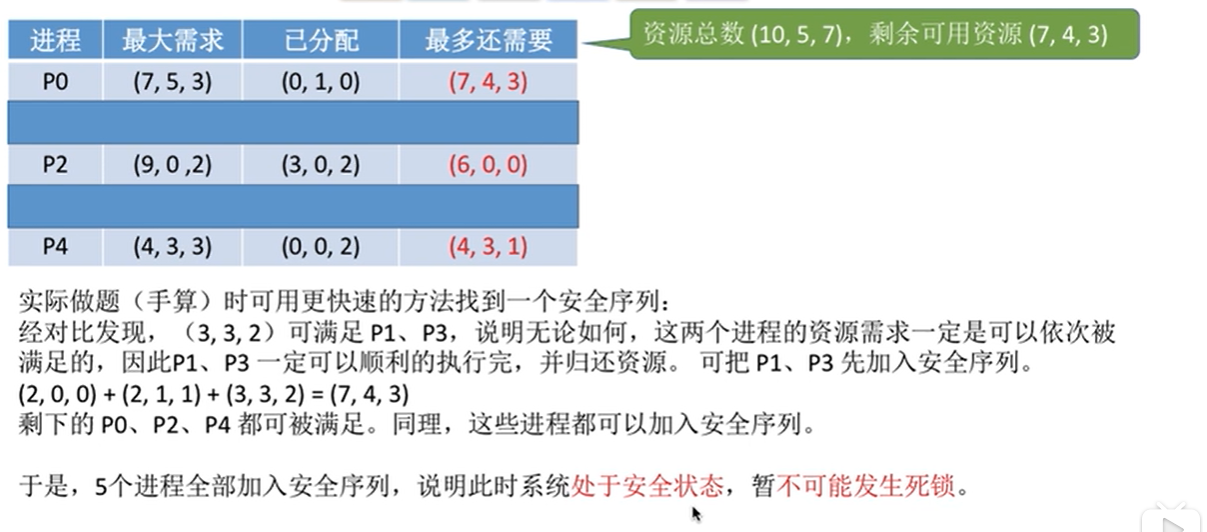 资源总数 (10, 5, 7)，剩余可用资源 (7, 4, 3)
进程 最大需求 已分配 最多还需要
P0 (7, 5, 3) (0, 1, 0) (7, 4, 3)
P2 (9, 0 ,2) (3, 0, 2) (6, 0, 0)
P4 (4, 3, 3) (0, 0, 2) (4, 3, 1)
实际做题（手算）时可用更快速的方法找到一个安全序列：
经对比发现，（3, 3, 2）可满足 P1、P3，说明无论如何，这两个进程的资源需求一定是可以依次被
满足的，因此P1、P3 一定可以顺利的执行完，并归还资源。 可把 P1、P3 先加入安全序列。
(2, 0, 0) + (2, 1, 1) + (3, 3, 2) = (7, 4, 3)
剩下的 P0、P2、P4 都可被满足。同理，这些进程都可以加入安全序列。
于是，5个进程全部加入安全序列，说明此时系统处于安全状态，暂不可能发生死锁。